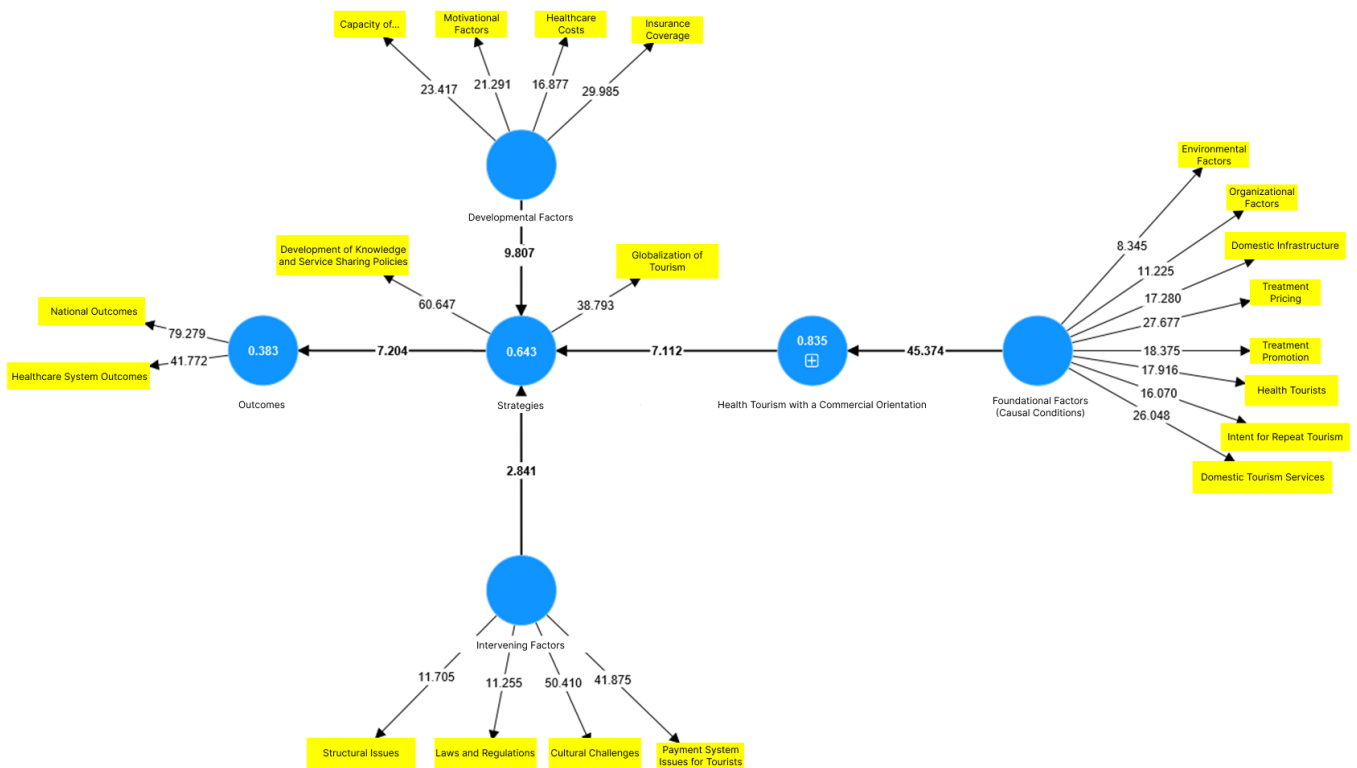 Capacity of...
Motivational
Factors
Healthcare
Costs
Insurance
Coverage
23.417
21.291
16.877
29.985
Developmental Factors
9.807
Development of Knowledge
and Service Sharing Policies
Globalization of
Tourism
60.647
38.793
National Outcomes
Healthcare System Outcomes
79.279
41.772
0.383
Outcomes
7.204
0.643
Strategies
7.112
0.835
Health Tourism with a Commercial Orientation
45.374
Foundational Factors
(Causal Conditions)
Environmental
Factors
Organizational
Factors
Domestic Infrastructure
Treatment
Pricing
Treatment
Promotion
Health Tourists
Intent for Repeat Tourism
Domestic Tourism Services
8.345
11.225
17.280
27.677
18.375
17.916
16.070
26.048
2.841
Intervening Factors
11.705
11.255
50.410
41.875
Structural Issues
Laws and Regulations
Cultural Challenges
Payment System
Issues for Tourists